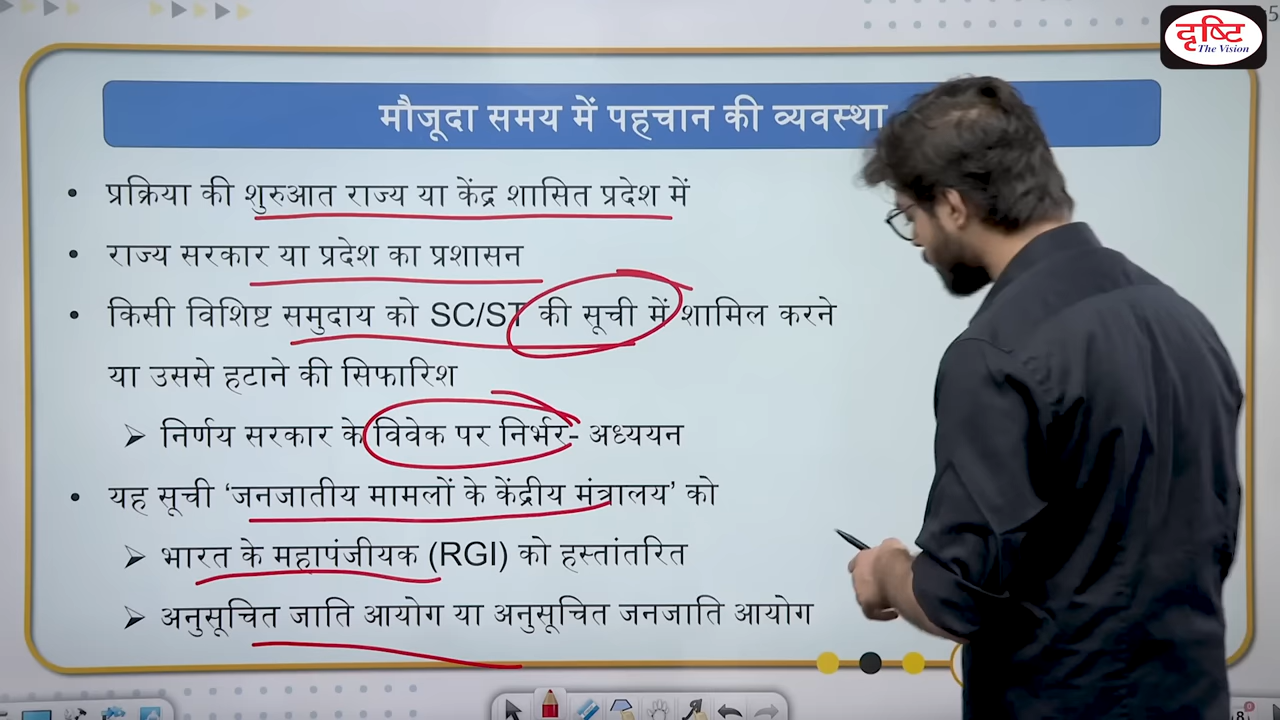 दृष्टि
The Vision
मौजूदा समय में पहचान की व्यवस्था
• प्रक्रिया की शुरुआत राज्य या केंद्र शासित प्रदेश में
• राज्य सरकार या प्रदेश का प्रशासन
• किसी विशिष्ट समुदाय को SC/ST की सूची में शामिल करने
या उससे हटाने की सिफारिश
➢ निर्णय सरकार के विवेक पर निर्भर- अध्ययन
• यह सूची ‘जनजातीय मामलों के केंद्रीय मंत्रालय’ को
➢ भारत के महापंजीयक (RGI) को हस्तांतरित
➢ अनुसूचित जाति आयोग या अनुसूचित जनजाति आयोग